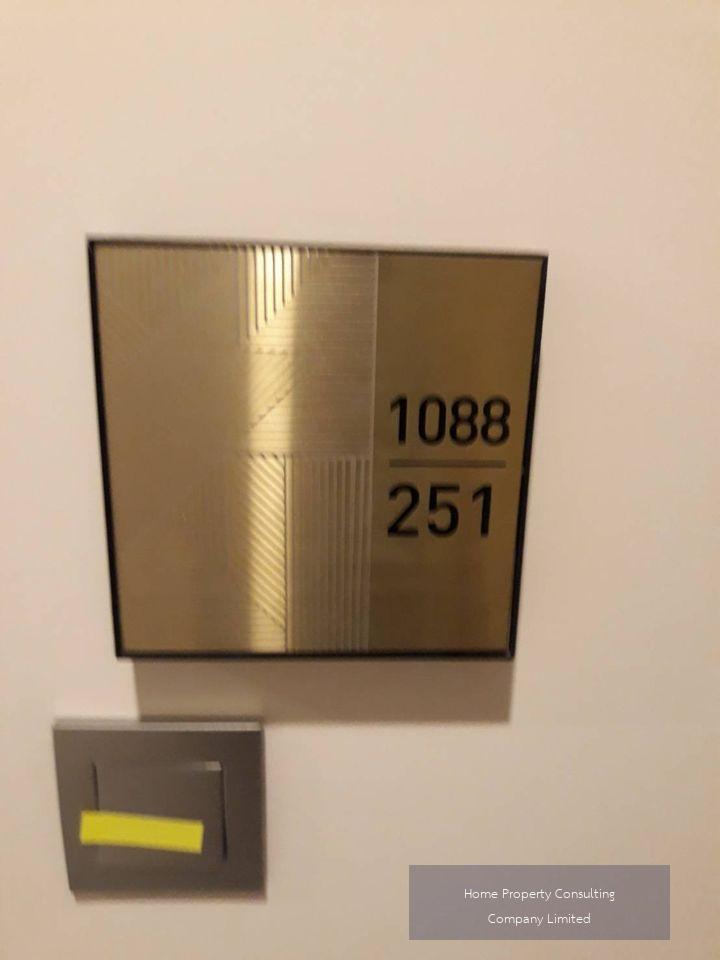 1088
251
Home Property Consulting
Company Limited